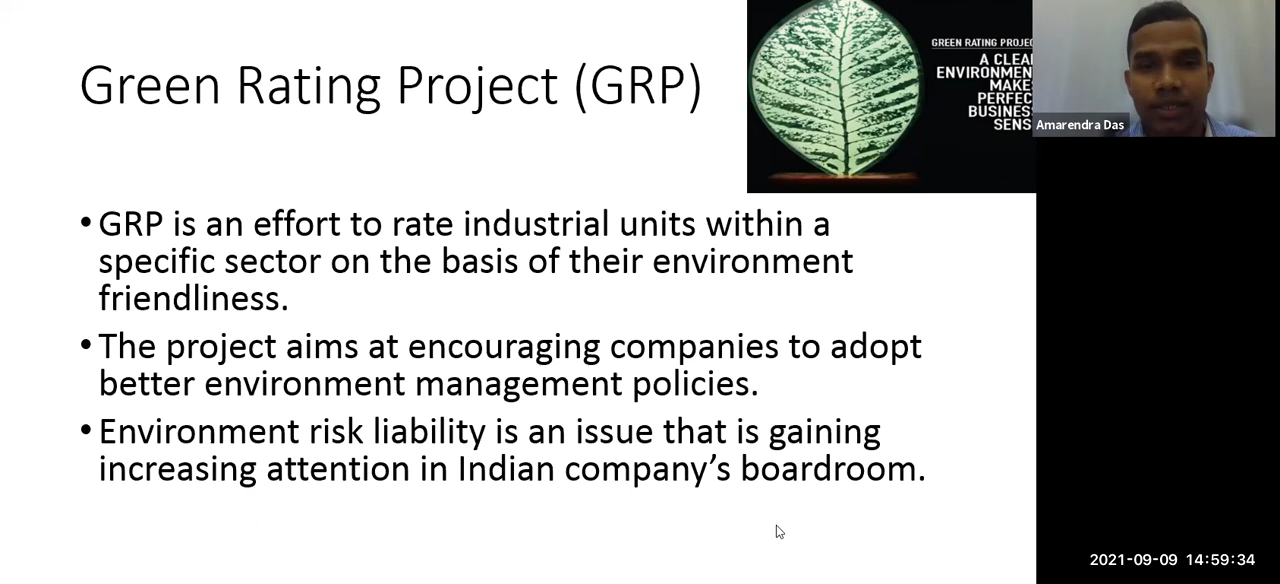 Green Rating Project (GRP)
GREEN RATING PROJEC
A CLEA
ENVIRONMEN
MAKE
PERFEC
BUSINES
SENS
Amarendra Das
• GRP is an effort to rate industrial units within a
specific sector on the basis of their environment
friendliness.
• The project aims at encouraging companies to adopt
better environment management policies.
• Environment risk liability is an issue that is gaining
increasing attention in Indian company’s boardroom.
2021-09-09 14:59:34